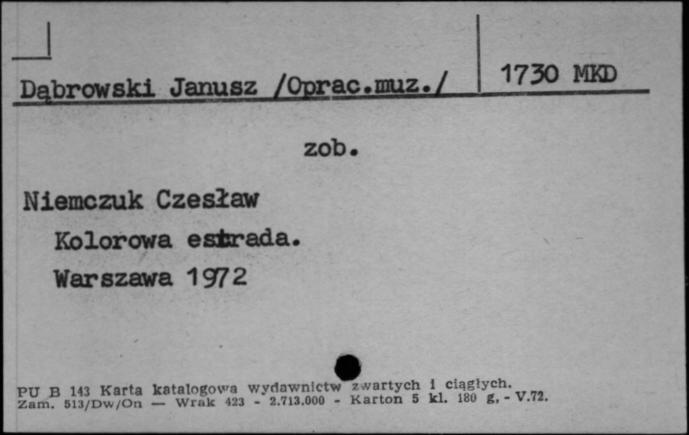 Dąbrowski Janusz /Oprac.muz./ 1730 MKD
zob.
Niemczuk Czesław
Kolorowa estrada.
Warszawa 1972
PU B 143 Karta katalogowa wydawnictw zwartych i ciągłych.
Zam. 513/Dw/On — Wrak 423 - 2.713.000 - Karton 5 kl. 180 g, - V.72.